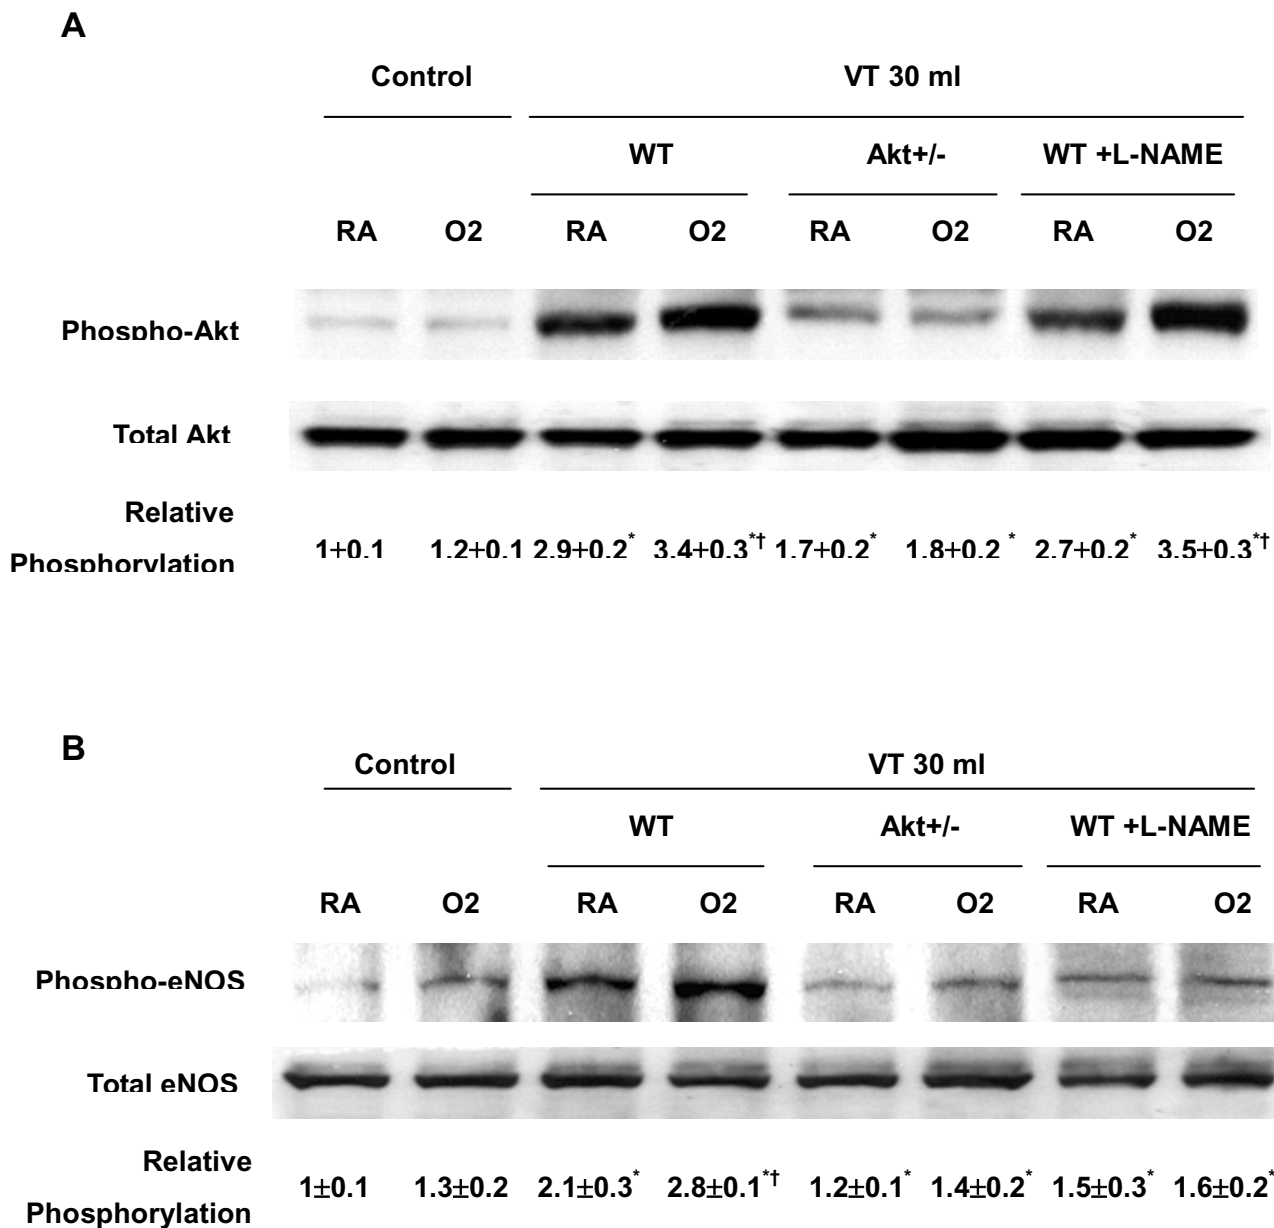 A
Control VT 30 ml
WT Akt+/- WT +L-NAME
RA O2 RA O2 RA O2 RA O2
Phospho-Akt
Total Akt
Relative
1±0.1 1.2±0.1 2.9±0.2* 3.4±0.3*† 1.7±0.2* 1.8±0.2 * 2.7±0.2* 3.5±0.3*†
Phosphorylation
B
Control VT 30 ml
WT Akt+/- WT +L-NAME
RA O2 RA O2 RA O2 RA O2
Phospho-eNOS
Total eNOS
Relative
1±0.1 1.3±0.2 2.1±0.3* 2.8±0.1*† 1.2±0.1* 1.4±0.2* 1.5±0.3* 1.6±0.2*
Phosphorylation